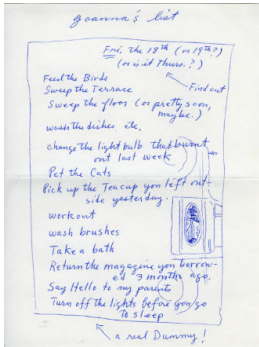 Joanna's list
Fri. the 18th (or 19th?)
(or is it Thurs.?)
Find out
Feed the Birds
Sweep the Terrace
Sweep the floor (or pretty soon,
maybe.)
wash the dishes etc.
change the light bulb that burnt
out last week
Pet the Cats
Pick up the Teacup you left out-
side yesterday.
workout
wash brushes
Take a bath
Return the magazine you borrow-
ed 3 months ago.
Say Hello to my parents
Turn off the lights before you go
to sleep
a real Dummy!